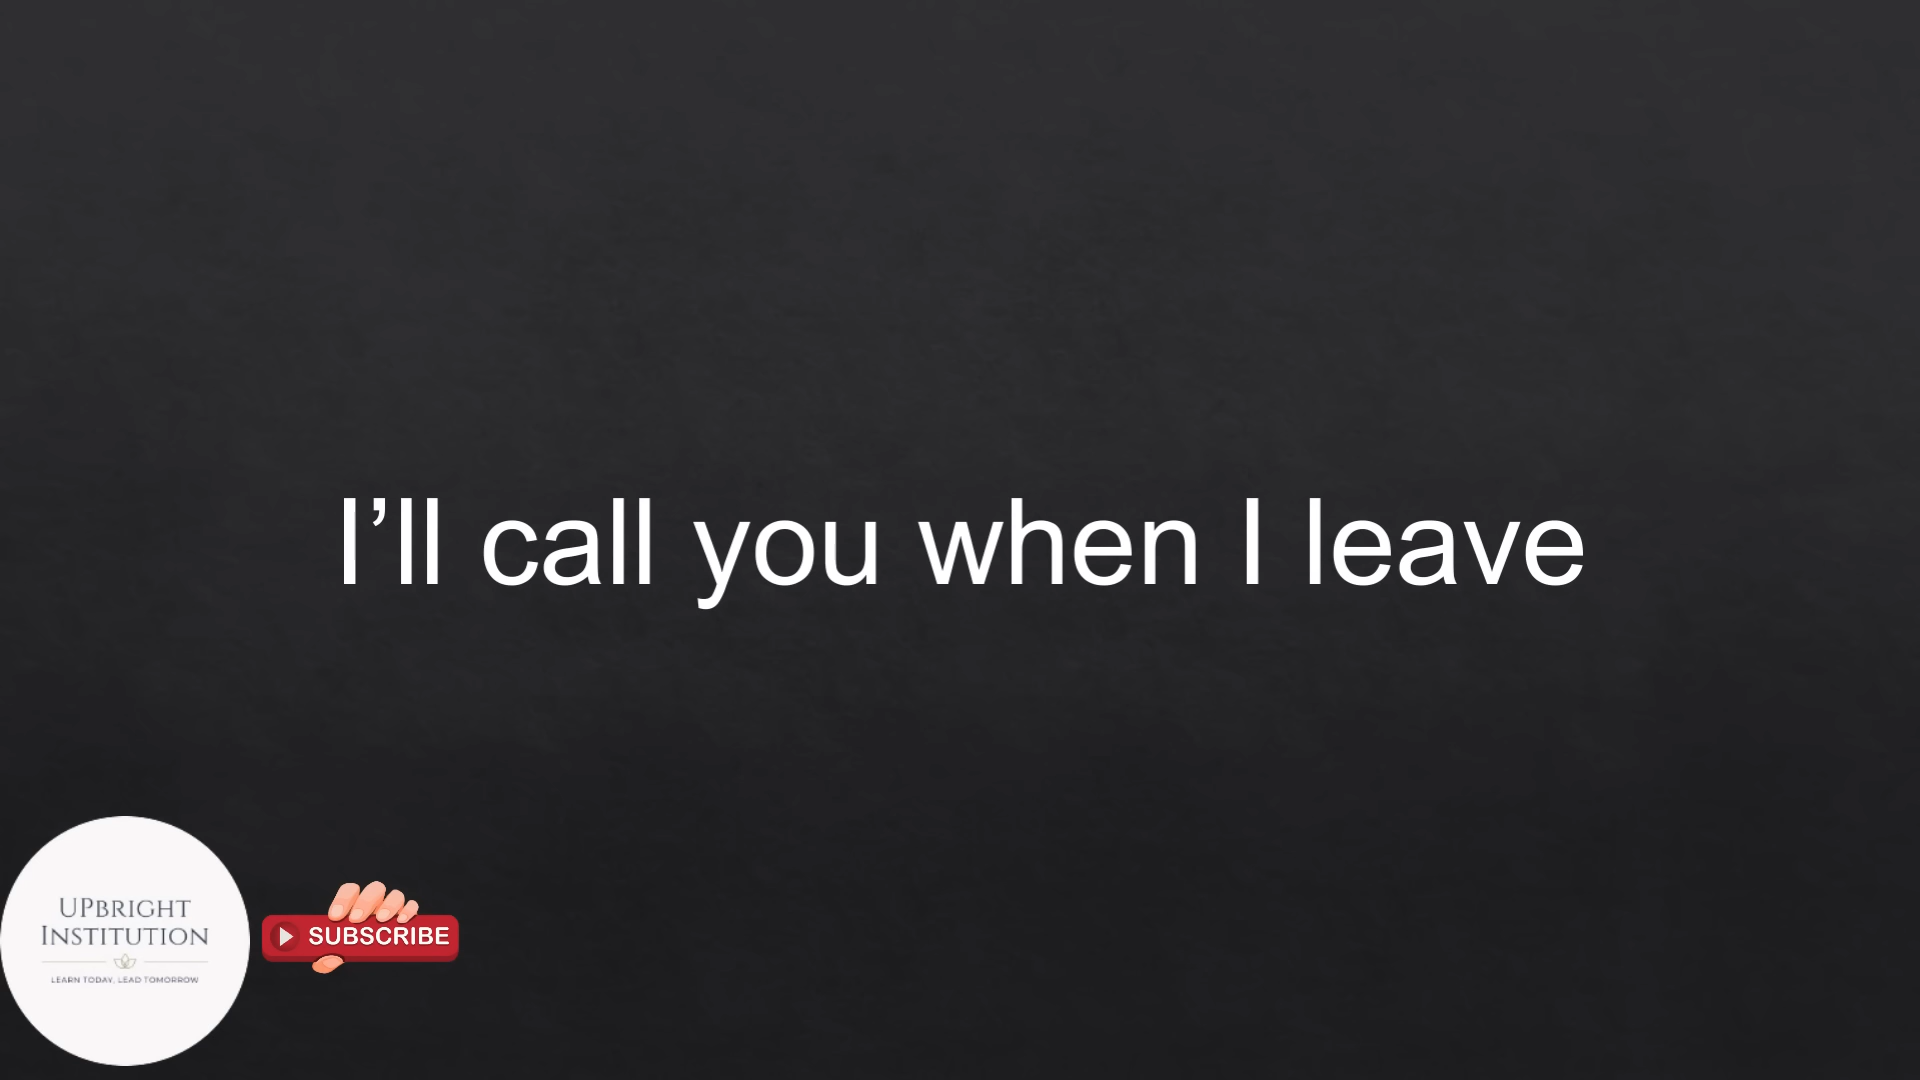 I’ll call you when I leave
UPBRIGHT
INSTITUTION
LEARN TODAY, LEAD TOMORROW
SUBSCRIBE